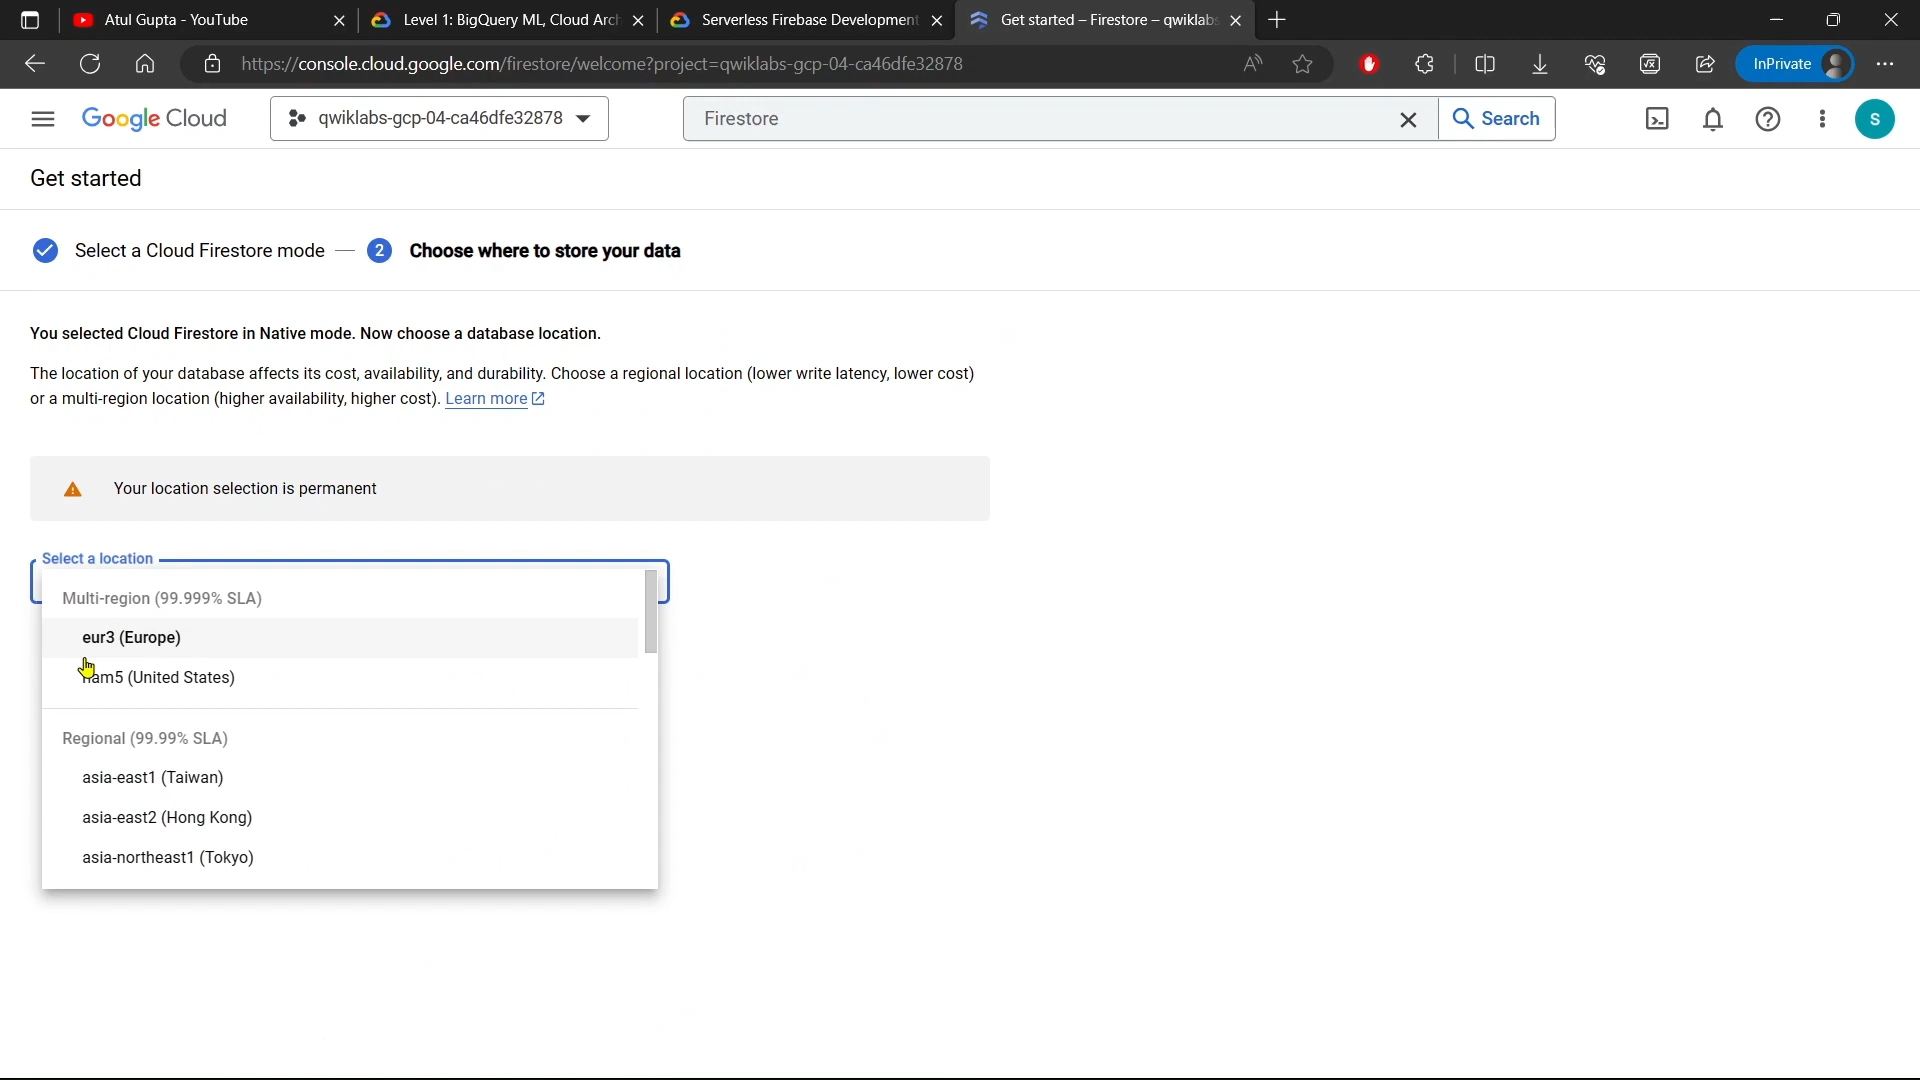 Atul Gupta - YouTube
Level 1: BigQuery ML, Cloud Arch
Serverless Firebase Development
Get started – Firestore – qwiklabs
https://console.cloud.google.com/firestore/welcome?project=qwiklabs-gcp-04-ca46dfe32878
InPrivate
Google Cloud
qwiklabs-gcp-04-ca46dfe32878
Firestore
Search
S
Get started
Select a Cloud Firestore mode — 2 Choose where to store your data
You selected Cloud Firestore in Native mode. Now choose a database location.
The location of your database affects its cost, availability, and durability. Choose a regional location (lower write latency, lower cost)
or a multi-region location (higher availability, higher cost). Learn more
Your location selection is permanent
Select a location
Multi-region (99.999% SLA)
eur3 (Europe)
nam5 (United States)
Regional (99.99% SLA)
asia-east1 (Taiwan)
asia-east2 (Hong Kong)
asia-northeast1 (Tokyo)